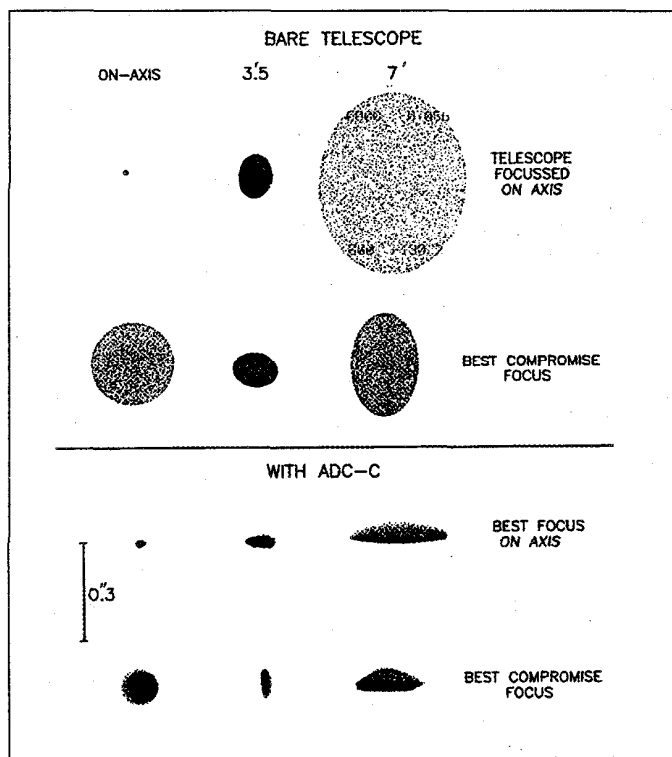 BARE TELESCOPE
ON-AXIS 3'.5 7'
TELESCOPE
FOCUSSED
ON AXIS
BEST COMPROMISE
FOCUS
WITH ADC-C
BEST FOCUS
ON AXIS
0".3
BEST COMPROMISE
FOCUS